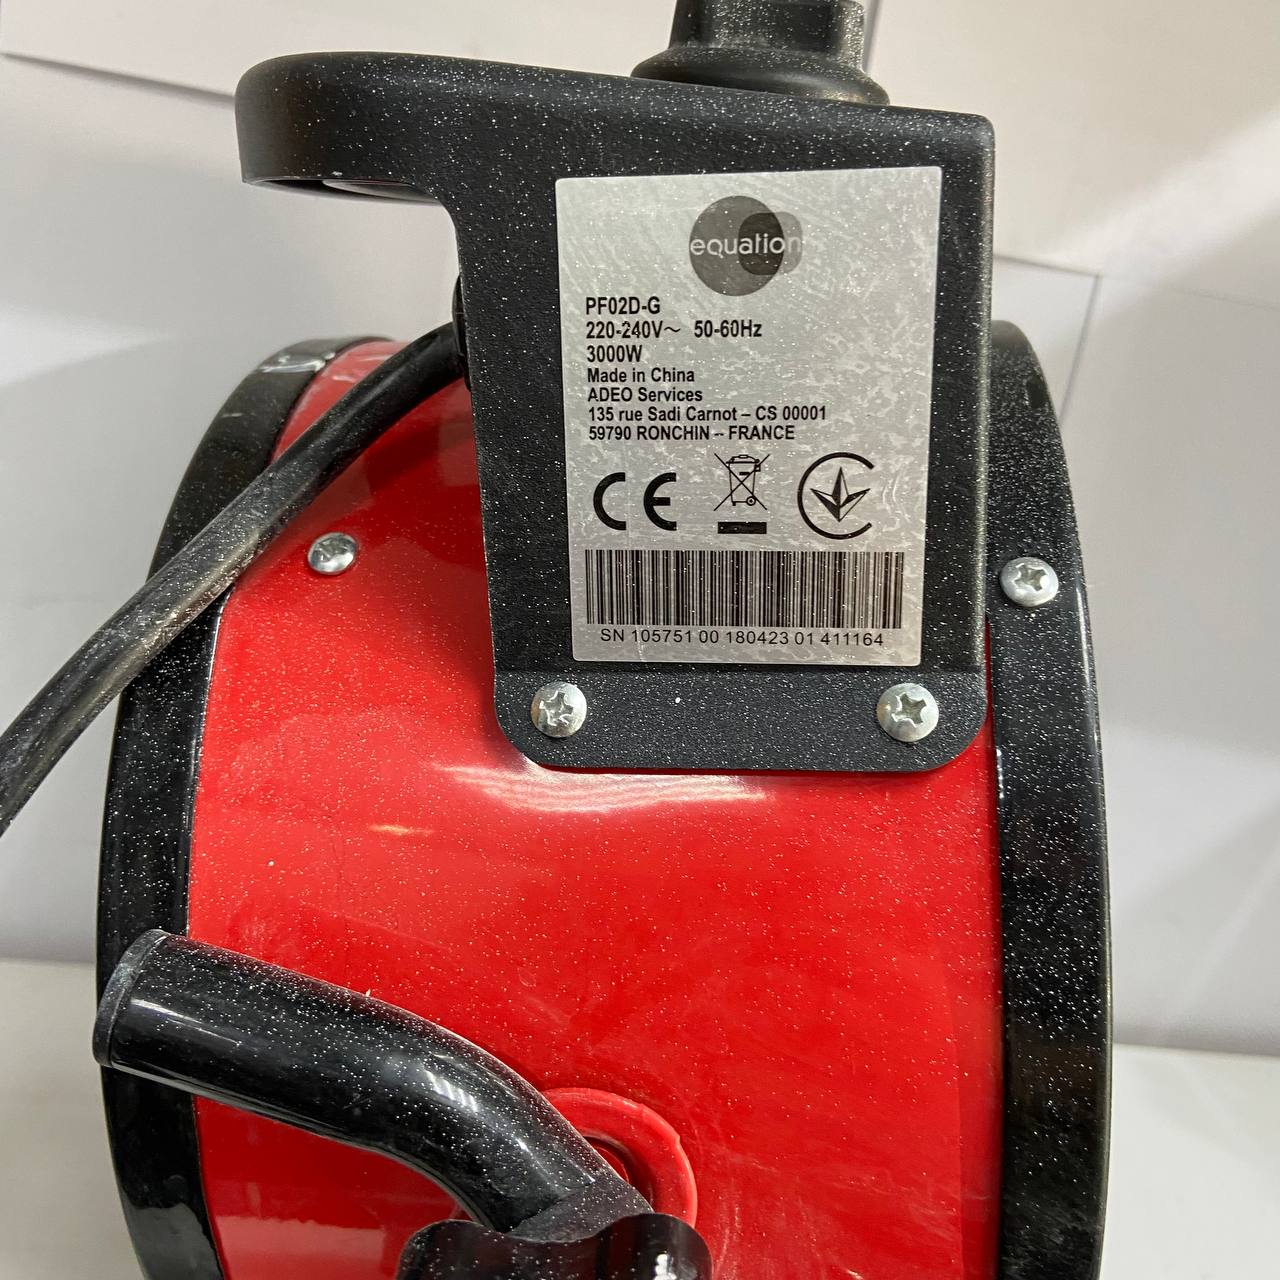 equation
PF02D-G
220-240V~ 50-60Hz
3000W
Made in China
ADEO Services
135 rue Sadi Carnot – CS 00001
59790 RONCHIN – FRANCE
CE
SN 105751 00 180423 01 411164